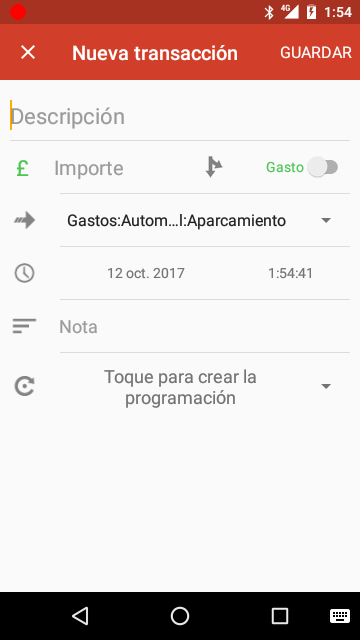 4G 1:54
Nueva transacción GUARDAR
Descripción
£ Importe Gasto
Gastos:Autom...l:Aparcamiento
12 oct. 2017 1:54:41
Nota
Toque para crear la
programación